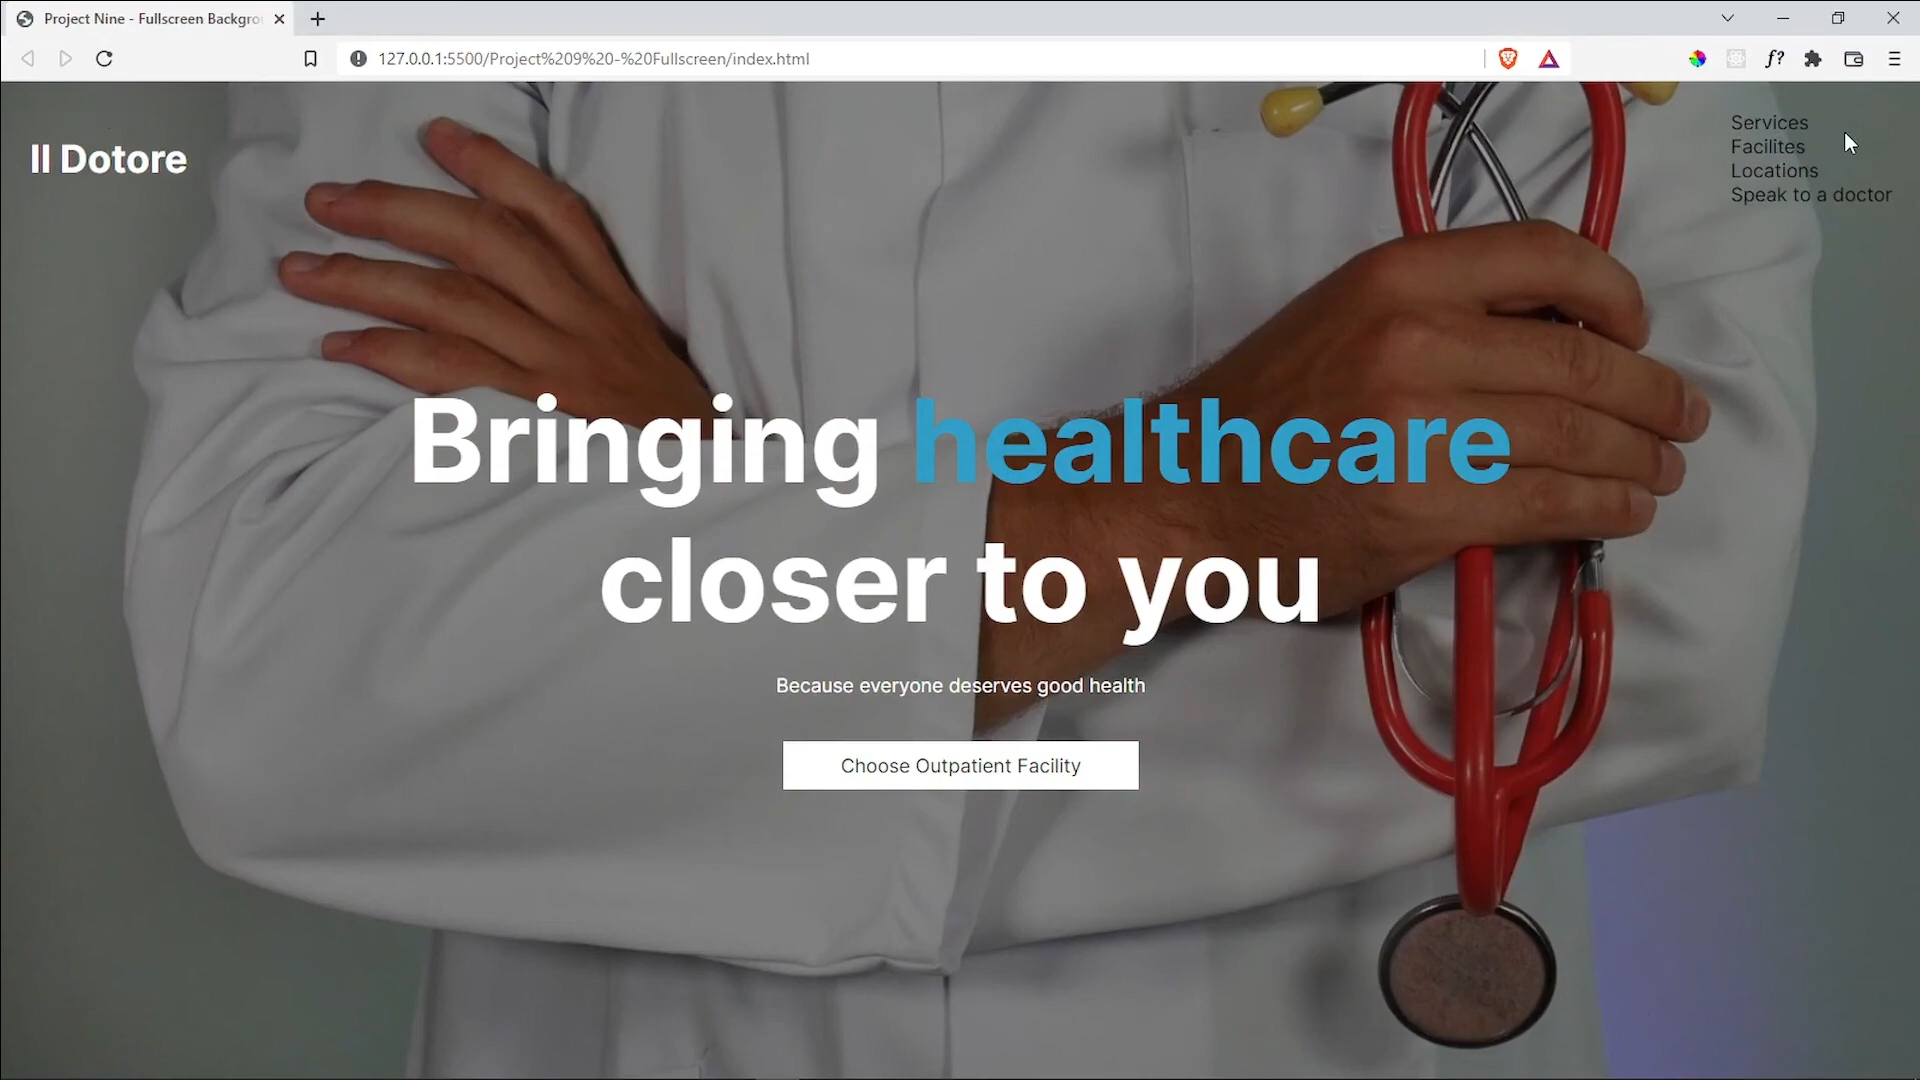 Project Nine - Fullscreen Backgro
127.0.0.1:5500/Project%209%20-%20Fullscreen/index.html
f?
Il Dotore
Services
Facilites
Locations
Speak to a doctor
Bringing healthcare
closer to you
Because everyone deserves good health
Choose Outpatient Facility